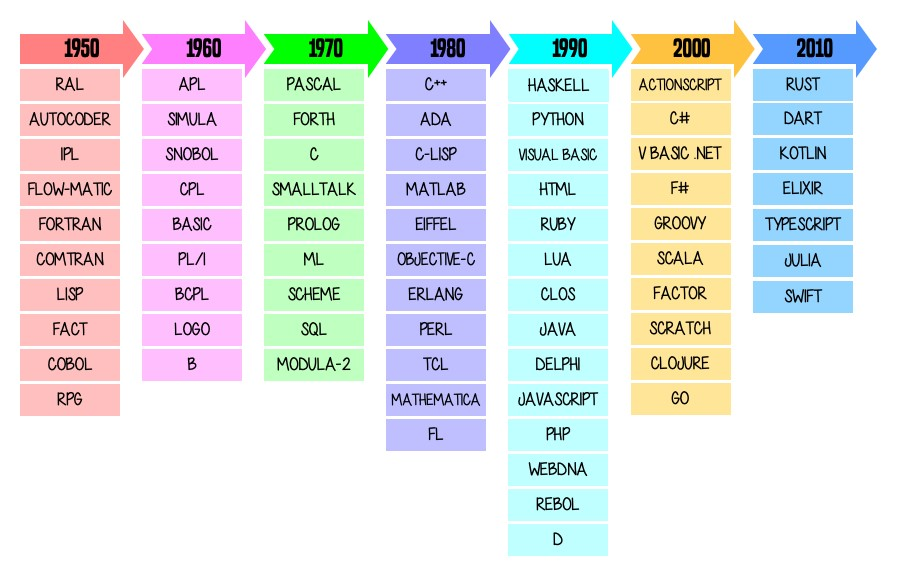 1950
RAL
AUTOCODER
IPL
FLOW-MATIC
FORTRAN
COMTRAN
LISP
FACT
COBOL
RPG
1960
APL
SIMULA
SNOBOL
CPL
BASIC
PL/I
BCPL
LOGO
B
1970
PASCAL
FORTH
C
SMALLTALK
PROLOG
ML
SCHEME
SQL
MODULA-2
1980
C++
ADA
C-LISP
MATLAB
EIFFEL
OBJECTIVE-C
ERLANG
PERL
TCL
MATHEMATICA
FL
1990
HASKELL
PYTHON
VISUAL BASIC
HTML
RUBY
LUA
CLOS
JAVA
DELPHI
JAVASCRIPT
PHP
WEBDNA
REBOL
D
2000
ACTIONSCRIPT
C#
V BASIC .NET
F#
GROOVY
SCALA
FACTOR
SCRATCH
CLOJURE
GO
2010
RUST
DART
KOTLIN
ELIXIR
TYPESCRIPT
JULIA
SWIFT